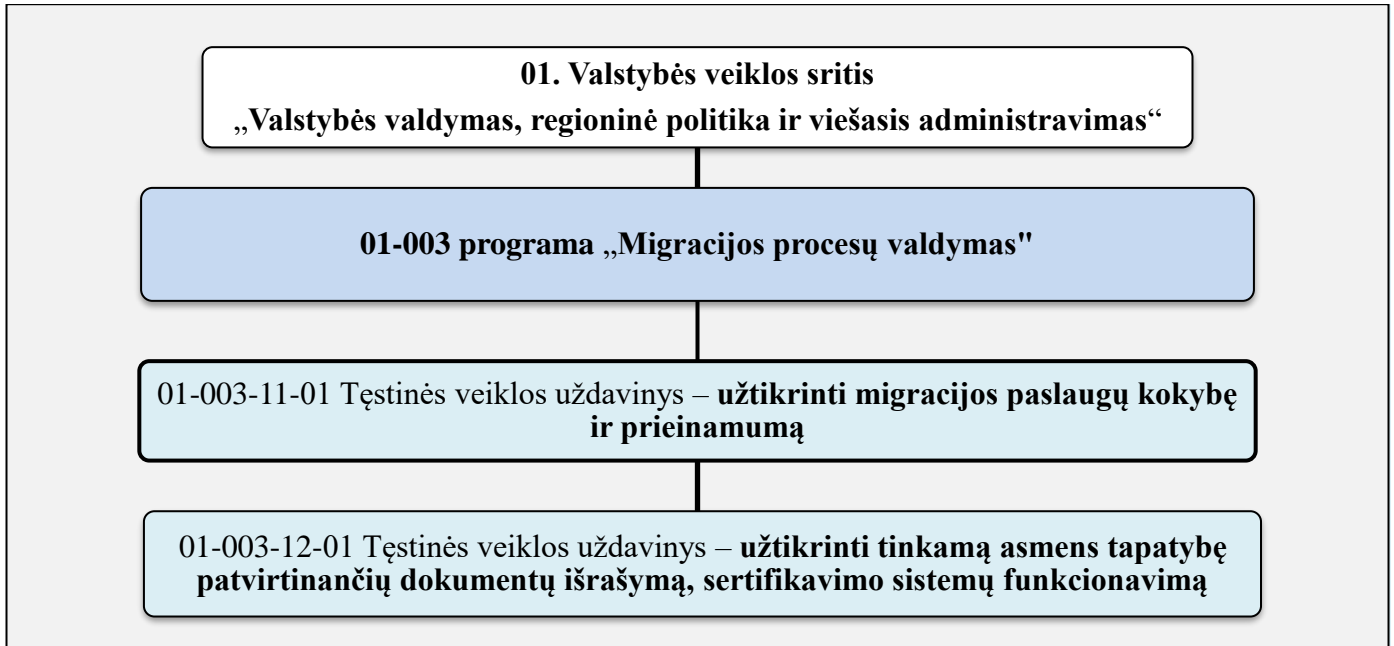 01. Valstybės veiklos sritis
„Valstybės valdymas, regioninė politika ir viešasis administravimas“
01-003 programa „Migracijos procesų valdymas"
01-003-11-01 Tęstinės veiklos uždavinys – užtikrinti migracijos paslaugų kokybę
ir prieinamumą
01-003-12-01 Tęstinės veiklos uždavinys – užtikrinti tinkamą asmens tapatybę
patvirtinančių dokumentų išrašymą, sertifikavimo sistemų funkcionavimą